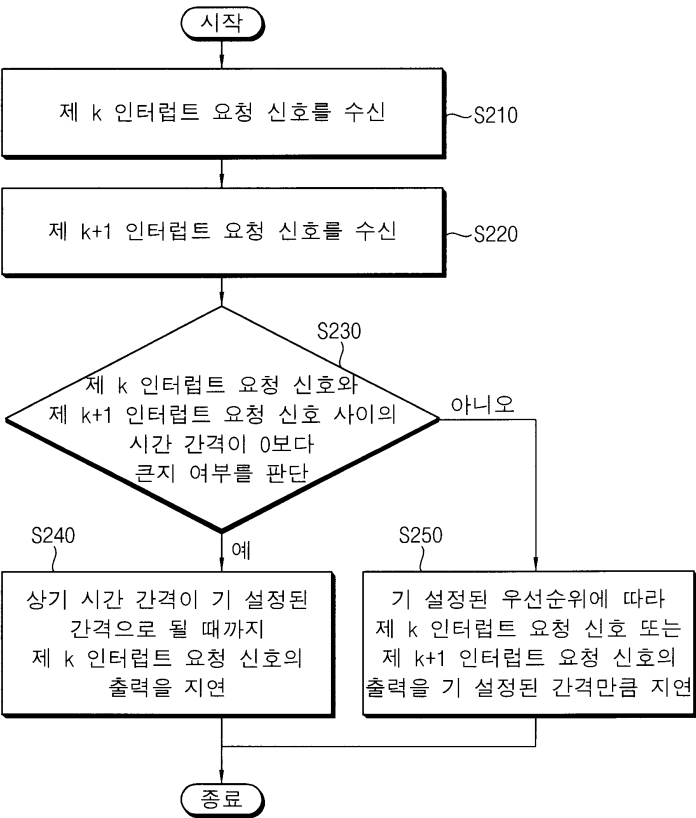 시작
제 k 인터럽트 요청 신호를 수신
S210
제 k+1 인터럽트 요청 신호를 수신
S220
S230
제 k 인터럽트 요청 신호와
제 k+1 인터럽트 요청 신호 사이의
시간 간격이 0보다
큰지 여부를 판단
아니오
예
S240
상기 시간 간격이 기 설정된
간격으로 될 때까지
제 k 인터럽트 요청 신호의
출력을 지연
S250
기 설정된 우선순위에 따라
제 k 인터럽트 요청 신호 또는
제 k+1 인터럽트 요청 신호의
출력을 기 설정된 간격만큼 지연
종료